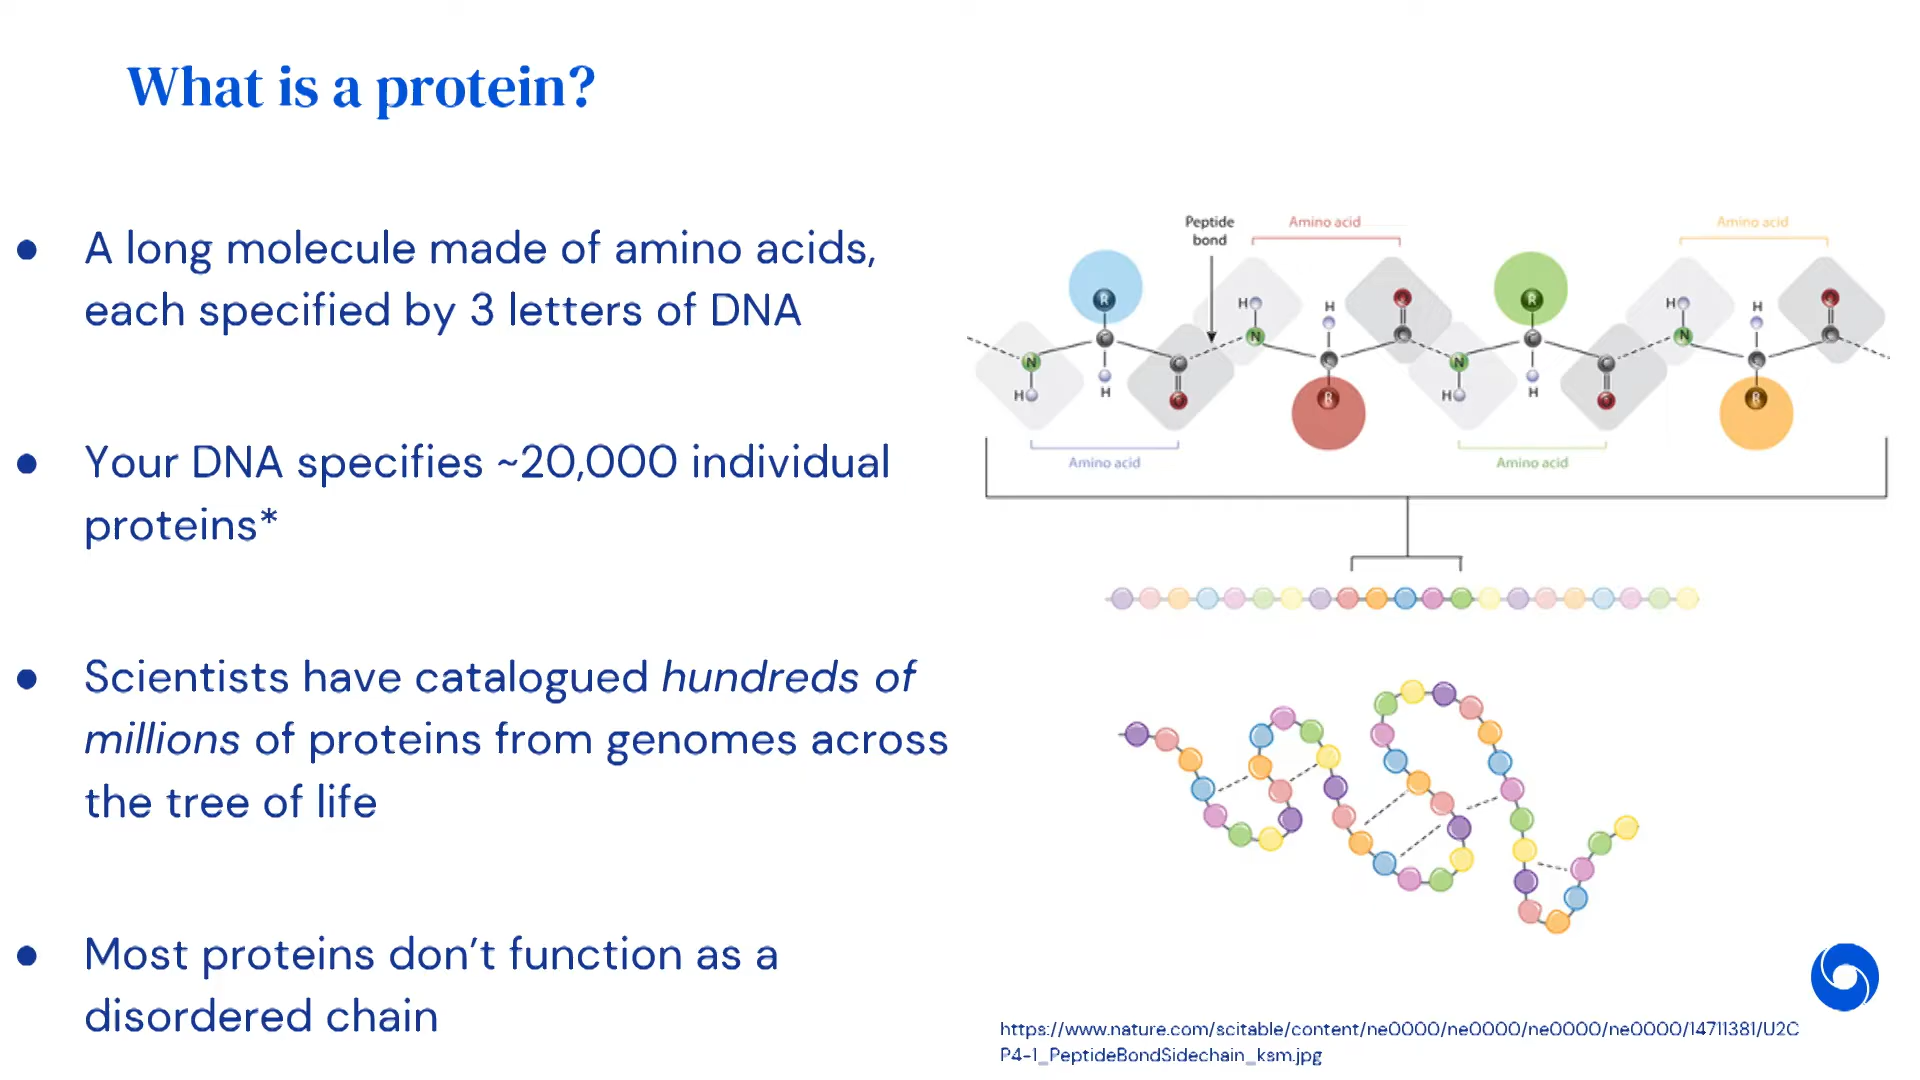 What is a protein?
● A long molecule made of amino acids,
each specified by 3 letters of DNA
● Your DNA specifies ~20,000 individual
proteins*
● Scientists have catalogued hundreds of
millions of proteins from genomes across
the tree of life
● Most proteins don’t function as a
disordered chain
Peptide
bond
Amino acid
Amino acid
R
H
H
R
H
H
C
N
N
C
N
N
C
C
C
C
H
H
H
H
R
R
Amino acid
Amino acid
https://www.nature.com/scitable/content/ne0000/ne0000/ne0000/ne0000/14711381/U2C
P4-1_PeptideBondSidechain_ksm.jpg